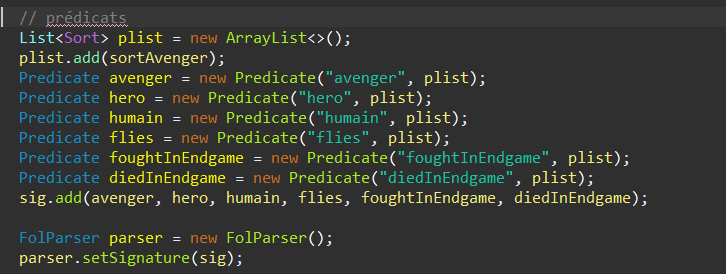 // prédicats
List<Sort> plist = new ArrayList<>();
plist.add(sortAvenger);
Predicate avenger = new Predicate("avenger", plist);
Predicate hero = new Predicate("hero", plist);
Predicate humain = new Predicate("humain", plist);
Predicate flies = new Predicate("flies", plist);
Predicate foughtInEndgame = new Predicate("foughtInEndgame", plist);
Predicate diedInEndgame = new Predicate("diedInEndgame", plist);
sig.add(avenger, hero, humain, flies, foughtInEndgame, diedInEndgame);
FolParser parser = new FolParser();
parser.setSignature(sig);